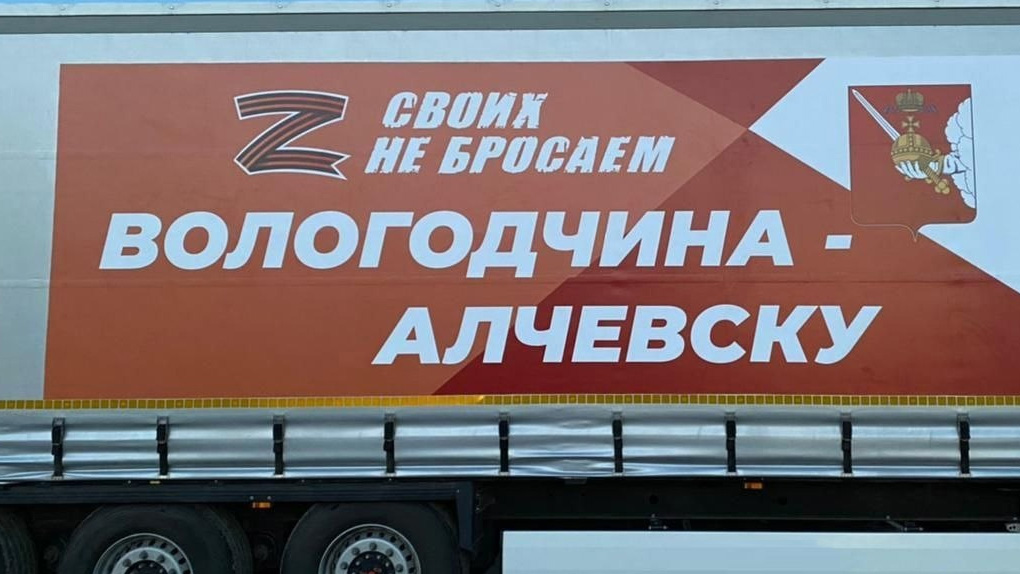 Z СВОИХ
НЕ БРОСАЕМ
ВОЛОГОДЧИНА -
АЛЧЕВСКУ